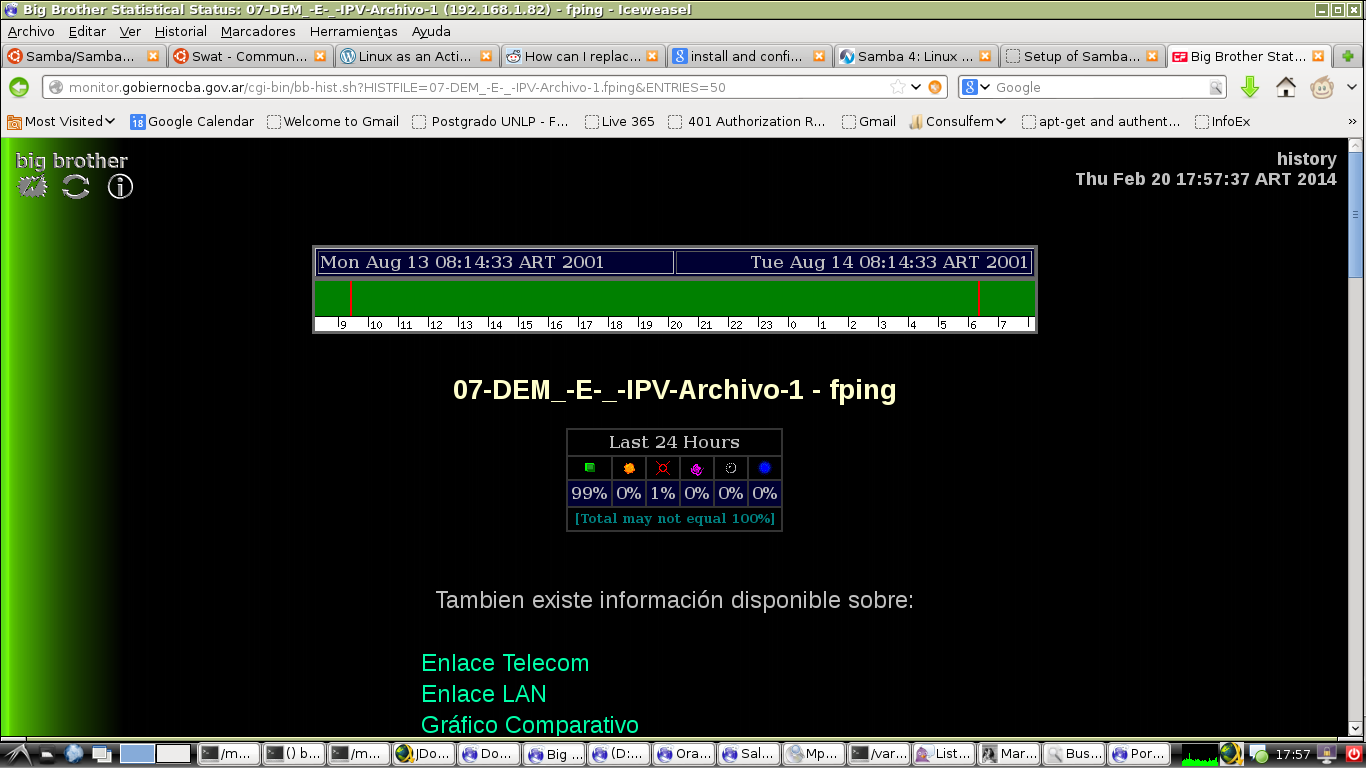 Big Brother Statistical Status: 07-DEM_-E-_-IPV-Archivo-1 (192.168.1.82) - fping - Iceweasel
Archivo Editar Ver Historial Marcadores Herramientas Ayuda
Samba/Samba... Swat - Commun... Linux as an Acti... How can I replac... install and confi... Samba 4: Linux ... Setup of Samba... Big Brother Stat...
monitor.gobiernocba.gov.ar/cgi-bin/bb-hist.sh?HISTFILE=07-DEM_-E-_-IPV-Archivo-1.fping&ENTRIES=50 Google
Most Visited 18 Google Calendar Welcome to Gmail Postgrado UNLP - F... Live 365 401 Authorization R... Gmail Consulfem apt-get and authent... InfoEx »
big brother
history
Thu Feb 20 17:57:37 ART 2014
Mon Aug 13 08:14:33 ART 2001 Tue Aug 14 08:14:33 ART 2001
9 10 11 12 13 14 15 16 17 18 19 20 21 22 23 0 1 2 3 4 5 6 7
07-DEM_-E-_-IPV-Archivo-1 - fping
Last 24 Hours
99% 0% 1% 0% 0% 0%
[Total may not equal 100%]
Tambien existe información disponible sobre:
Enlace Telecom
Enlace LAN
Gráfico Comparativo
/m... () b... /m... JDo... Do... Big ... (D:... Ora... Sal... Mp... /var... List... Mar... Bus... Por... 17:57